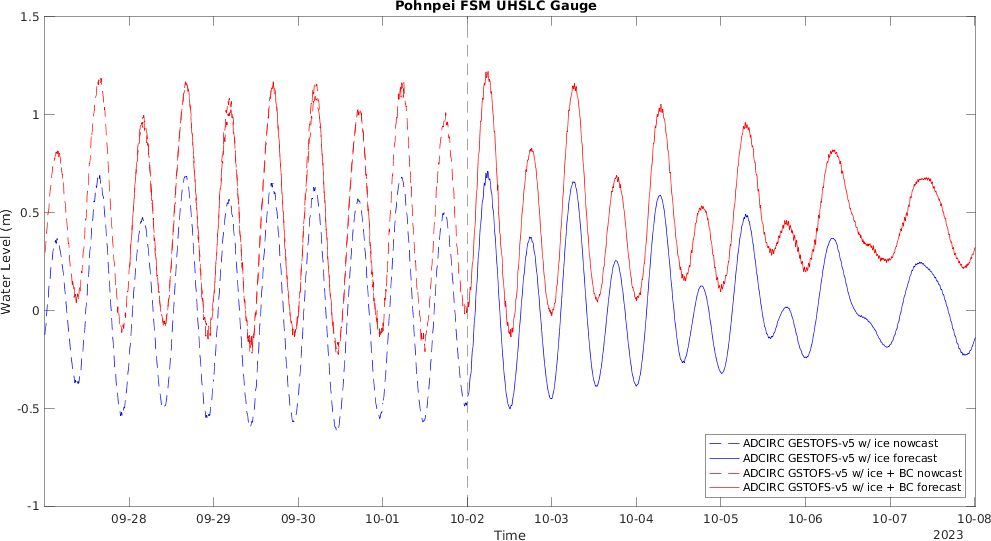 Pohnpei FSM UHSLC Gauge
1.5
1
0.5
0
-0.5
-1
Water Level (m)
ADCIRC GESTOFS-v5 w/ ice nowcast
ADCIRC GESTOFS-v5 w/ ice forecast
ADCIRC GSTOFS-v5 w/ ice + BC nowcast
ADCIRC GSTOFS-v5 w/ ice + BC forecast
09-28 09-29 09-30 10-01 10-02 10-03 10-04 10-05 10-06 10-07 10-08
Time
2023